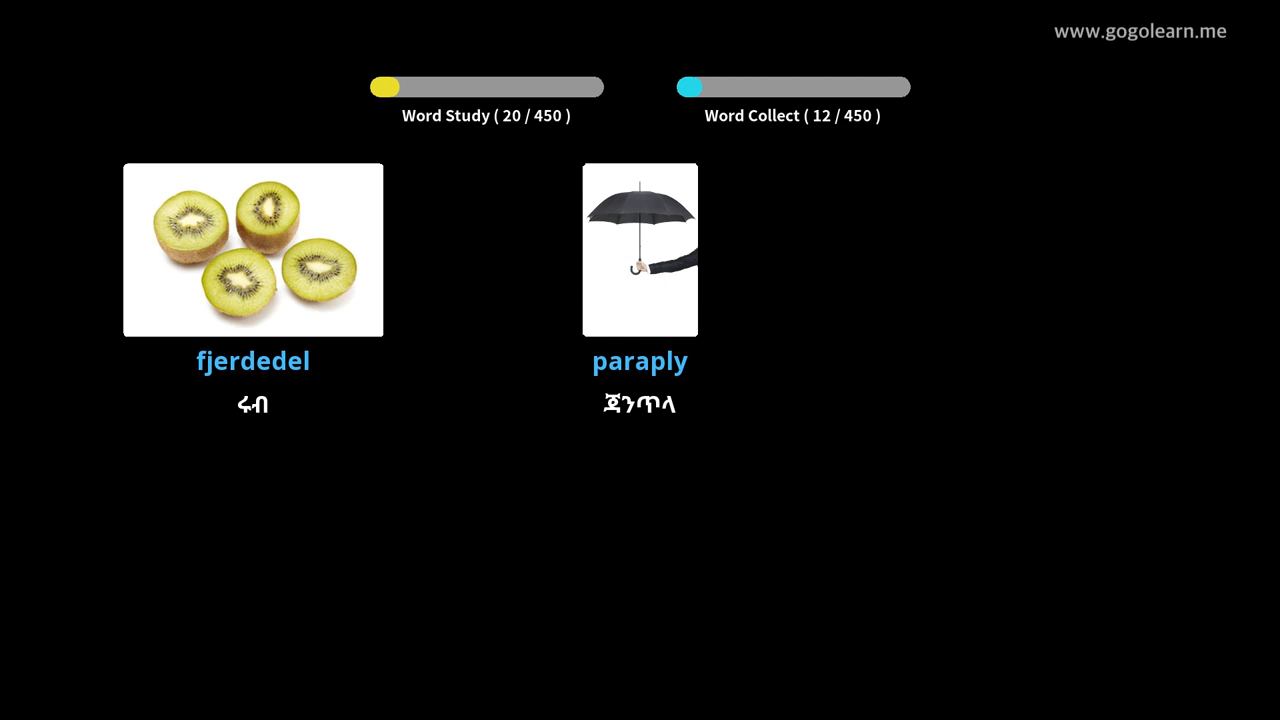 www.gogolearn.me
Word Study ( 20 / 450 )
Word Collect ( 12 / 450 )
fjerdedel
ሩብ
paraply
ጃንጥላ